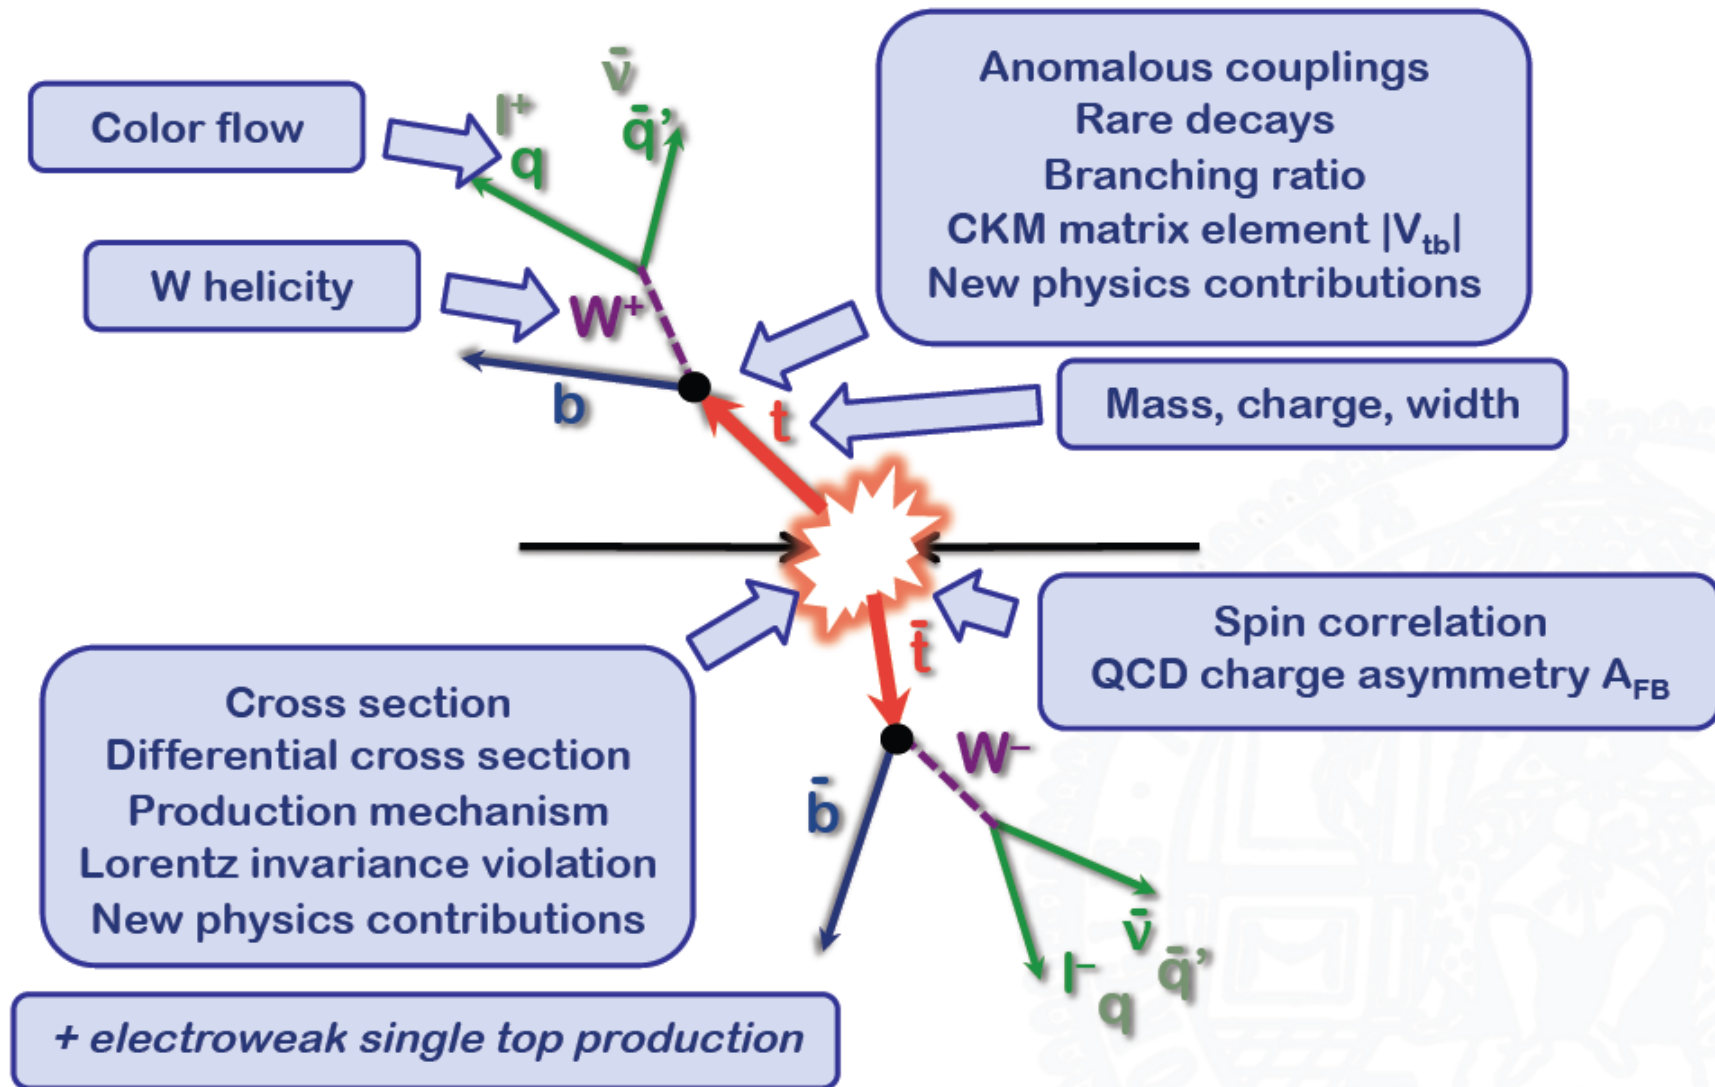 Color flow
l⁺
q
ν̄
q̄’
Anomalous couplings
Rare decays
Branching ratio
CKM matrix element |V_tb|
New physics contributions
W helicity
W⁺
b
t
Mass, charge, width
t̄
Spin correlation
QCD charge asymmetry A_FB
Cross section
Differential cross section
Production mechanism
Lorentz invariance violation
New physics contributions
W⁻
b̄
ν̄
l⁻
q̄’
q
+ electroweak single top production